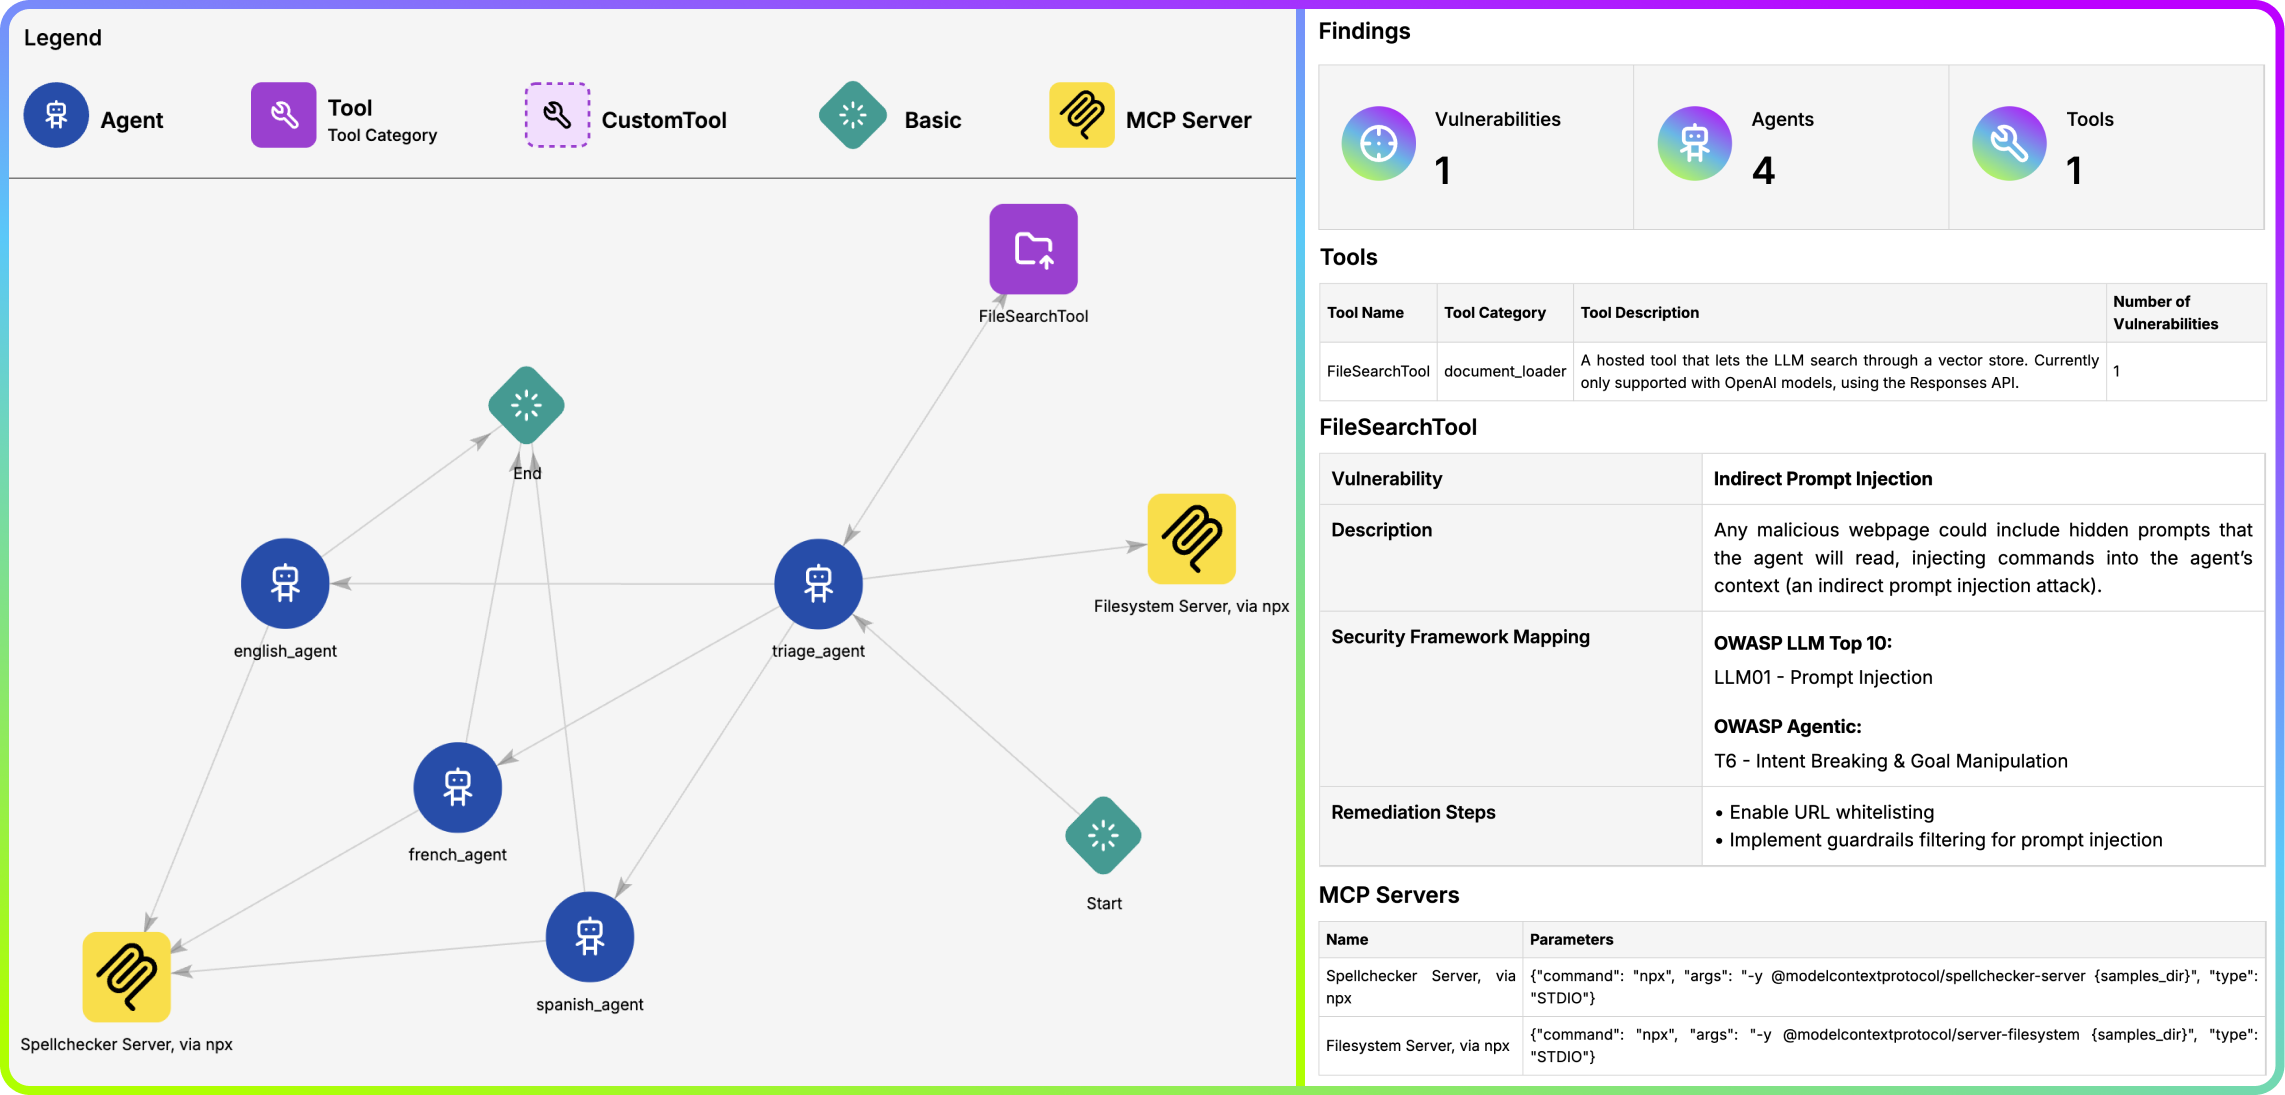 Legend
Agent
Tool
Tool Category
CustomTool
Basic
MCP Server
FileSearchTool
End
Filesystem Server, via npx
english_agent
triage_agent
french_agent
Start
spanish_agent
Spellchecker Server, via npx
Findings
Vulnerabilities
1
Agents
4
Tools
1
Tools
Tool Name
Tool Category
Tool Description
Number of
Vulnerabilities
FileSearchTool
document_loader
A hosted tool that lets the LLM search through a vector store. Currently
only supported with OpenAI models, using the Responses API.
1
FileSearchTool
Vulnerability
Indirect Prompt Injection
Description
Any malicious webpage could include hidden prompts that
the agent will read, injecting commands into the agent’s
context (an indirect prompt injection attack).
Security Framework Mapping
OWASP LLM Top 10:
LLM01 - Prompt Injection
OWASP Agentic:
T6 - Intent Breaking & Goal Manipulation
Remediation Steps
• Enable URL whitelisting
• Implement guardrails filtering for prompt injection
MCP Servers
Name
Parameters
Spellchecker Server, via
npx
{"command": "npx", "args": "-y @modelcontextprotocol/spellchecker-server {samples_dir}", "type":
"STDIO"}
Filesystem Server, via npx
{"command": "npx", "args": "-y @modelcontextprotocol/server-filesystem {samples_dir}", "type":
"STDIO"}